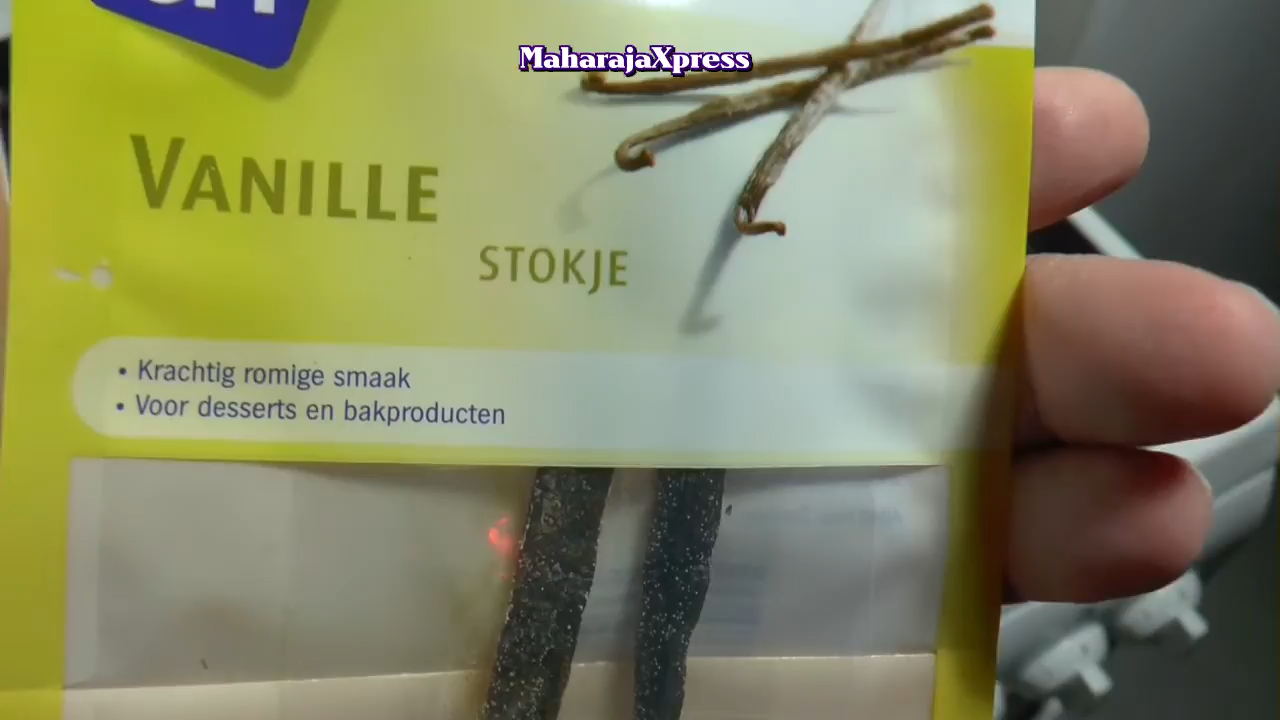 MaharajaXpress
VANILLE
STOKJE
• Krachtig romige smaak
• Voor desserts en bakproducten